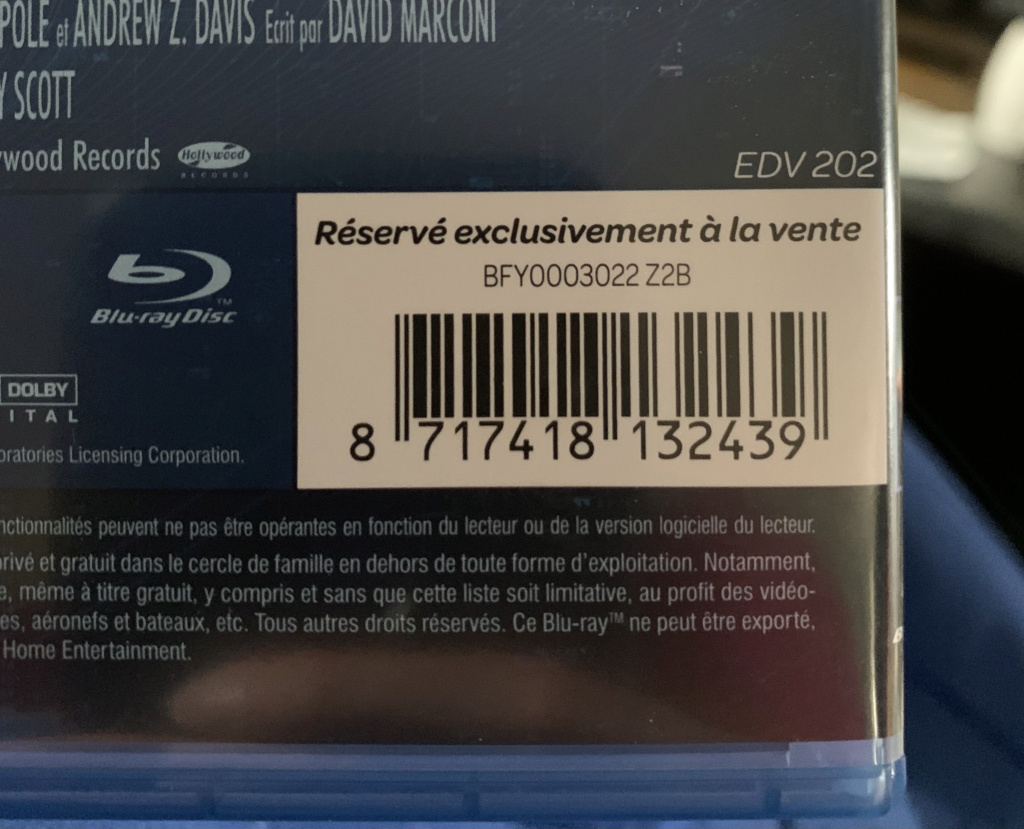 POLE et ANDREW Z. DAVIS Ecrit par DAVID MARCONI
Y SCOTT
wood Records Hollywood RECORDS
EDV 202
Réservé exclusivement à la vente
BFY0003022 Z2B
Blu-ray Disc™
DOLBY
ITAL
8 717418 132439
oratories Licensing Corporation.
nctionnalités peuvent ne pas être opérantes en fonction du lecteur ou de la version logicielle du lecteur.
privé et gratuit dans le cercle de famille en dehors de toute forme d'exploitation. Notamment,
e, même à titre gratuit, y compris et sans que cette liste soit limitative, au profit des vidéo-
es, aéronefs et bateaux, etc. Tous autres droits réservés. Ce Blu-ray™ ne peut être exporté,
Home Entertainment.